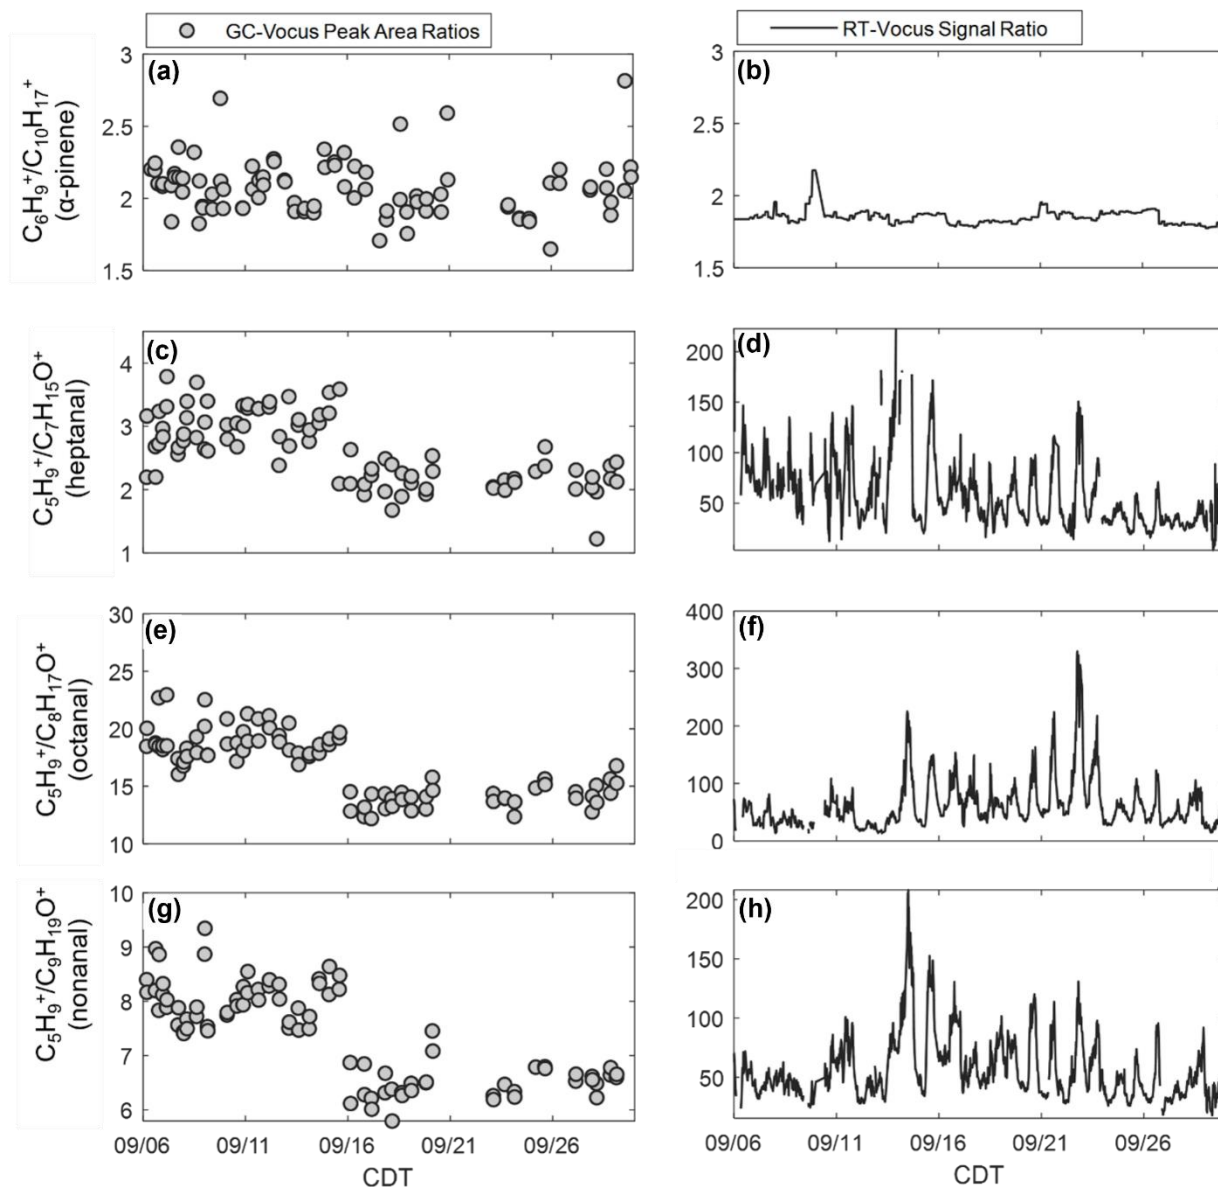 GC-Vocus Peak Area Ratios
RT-Vocus Signal Ratio
C₆H₉⁺/C₁₀H₁₇⁺
(α-pinene)
(a)
3
2.5
2
1.5
(b)
3
2.5
2
1.5
C₅H₉⁺/C₇H₁₅O⁺
(heptanal)
(c)
4
3
2
1
(d)
200
150
100
50
C₅H₉⁺/C₈H₁₇O⁺
(octanal)
(e)
30
25
20
15
10
(f)
400
300
200
100
0
C₅H₉⁺/C₉H₁₉O⁺
(nonanal)
(g)
10
9
8
7
6
(h)
200
150
100
50
09/06 09/11 09/16 09/21 09/26
CDT
09/06 09/11 09/16 09/21 09/26
CDT